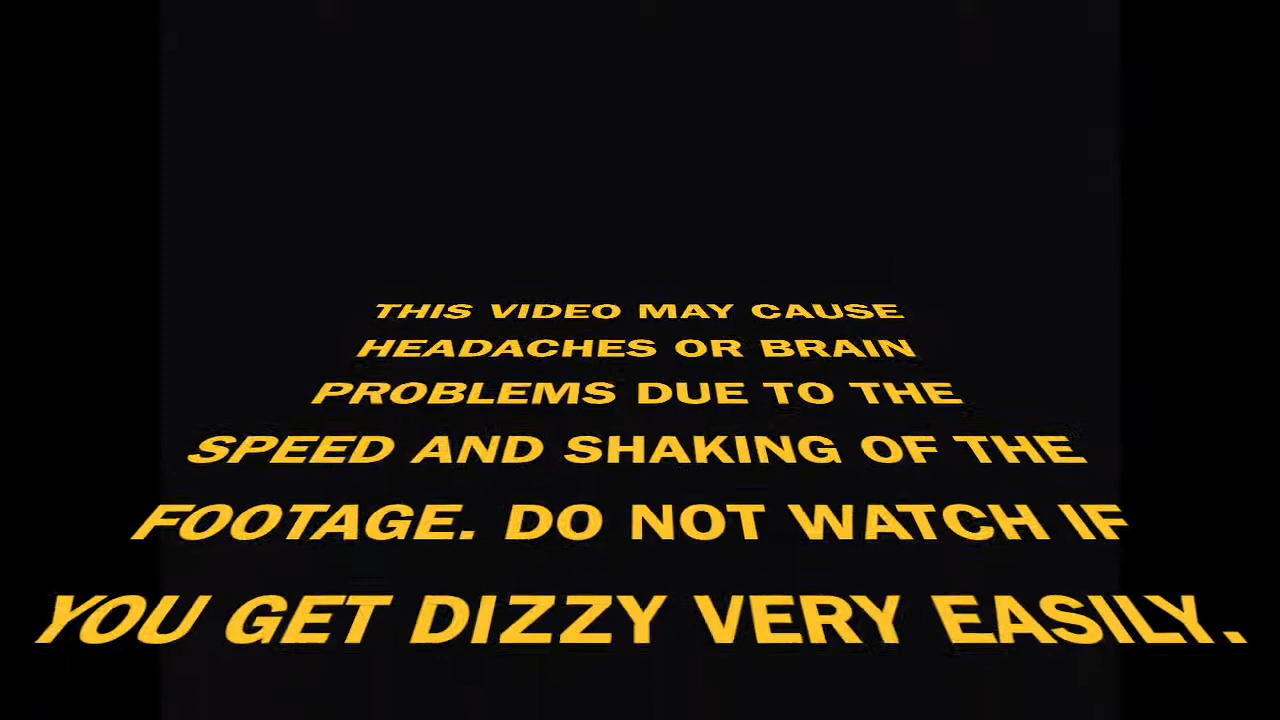 THIS VIDEO MAY CAUSE
HEADACHES OR BRAIN
PROBLEMS DUE TO THE
SPEED AND SHAKING OF THE
FOOTAGE. DO NOT WATCH IF
YOU GET DIZZY VERY EASILY.